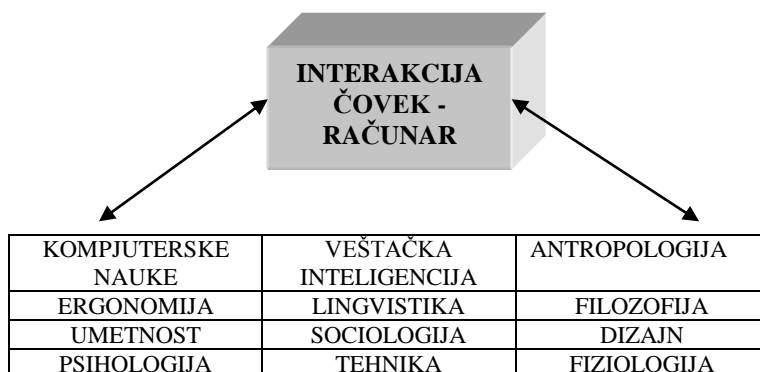 INTERAKCIJA
ČOVEK -
RAČUNAR
KOMPJUTERSKE
NAUKE
VEŠTAČKA
INTELIGENCIJA
ANTROPOLOGIJA
ERGONOMIJA
LINGVISTIKA
FILOZOFIJA
UMETNOST
SOCIOLOGIJA
DIZAJN
PSIHOLOGIJA
TEHNIKA
FIZIOLOGIJA